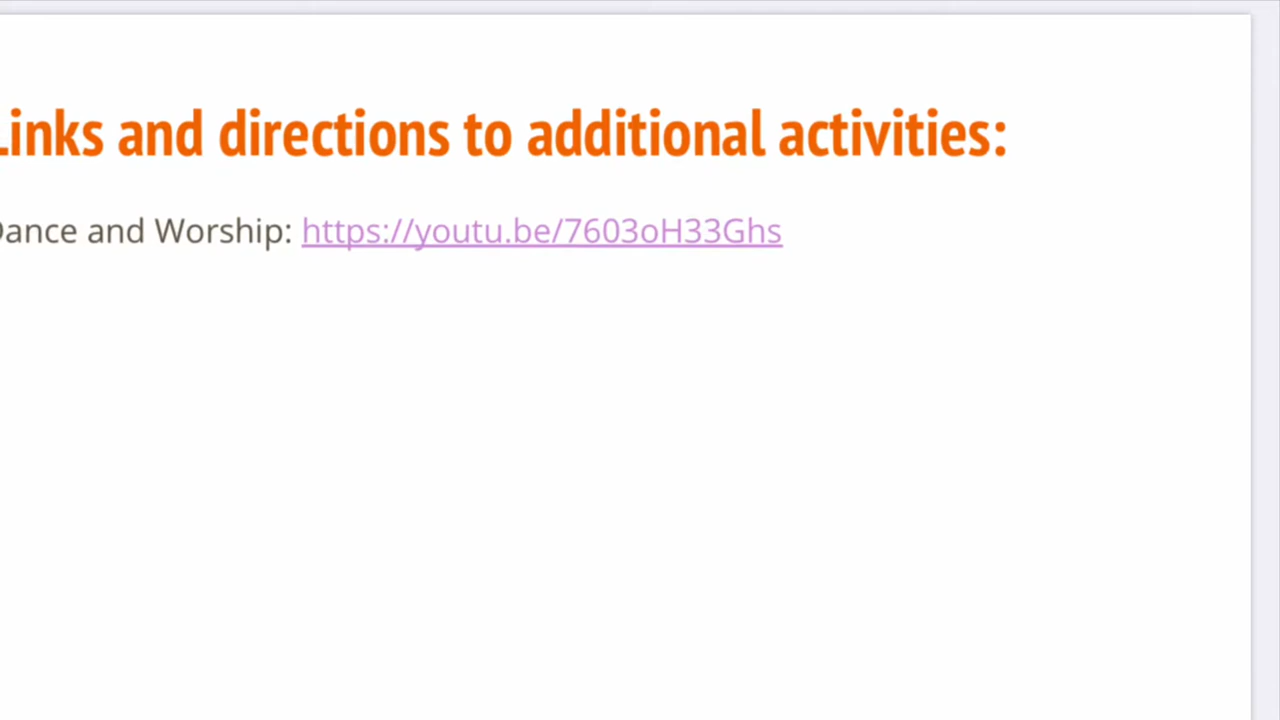 Links and directions to additional activities:
Dance and Worship: https://youtu.be/7603oH33Ghs